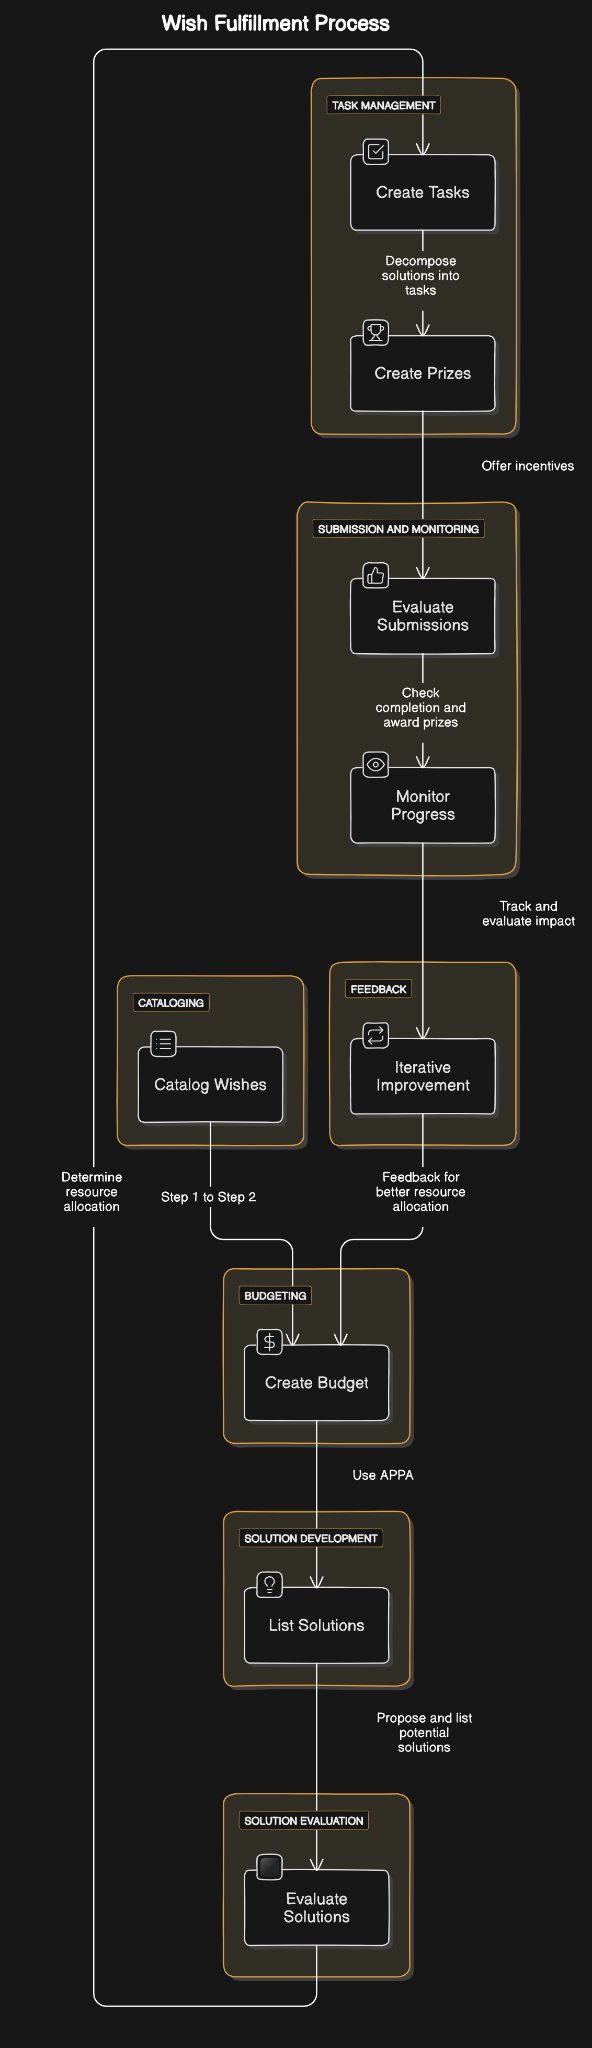 Wish Fulfillment Process
TASK MANAGEMENT
Create Tasks
Decompose
solutions into
tasks
Create Prizes
Offer incentives
SUBMISSION AND MONITORING
Evaluate
Submissions
Check
completion and
award prizes
Monitor
Progress
Track and
evaluate impact
CATALOGING
Catalog Wishes
FEEDBACK
Iterative
Improvement
Determine
resource
allocation
Step 1 to Step 2
Feedback for
better resource
allocation
BUDGETING
$
Create Budget
Use APPA
SOLUTION DEVELOPMENT
List Solutions
Propose and list
potential
solutions
SOLUTION EVALUATION
Evaluate
Solutions